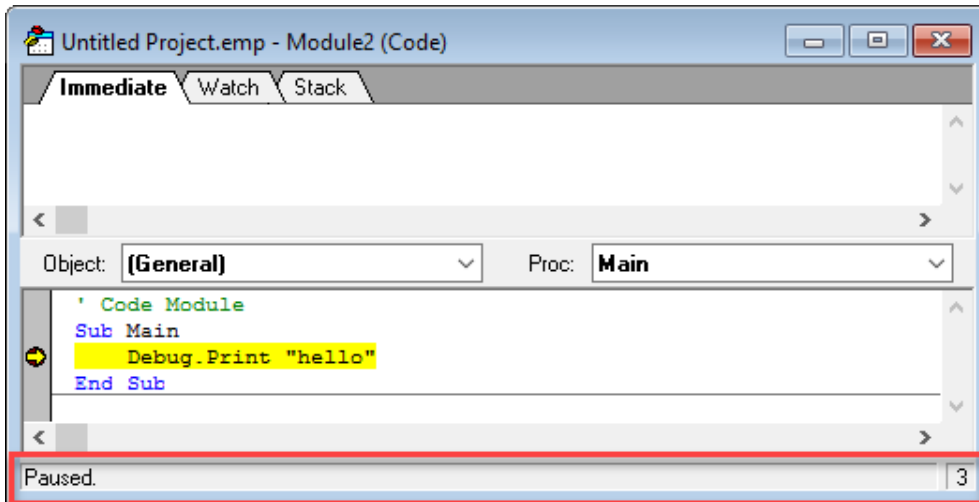 Untitled Project.emp - Module2 (Code)
Immediate Watch Stack
Object: (General) Proc: Main
' Code Module
Sub Main
    Debug.Print "hello"
End Sub
Paused. 3